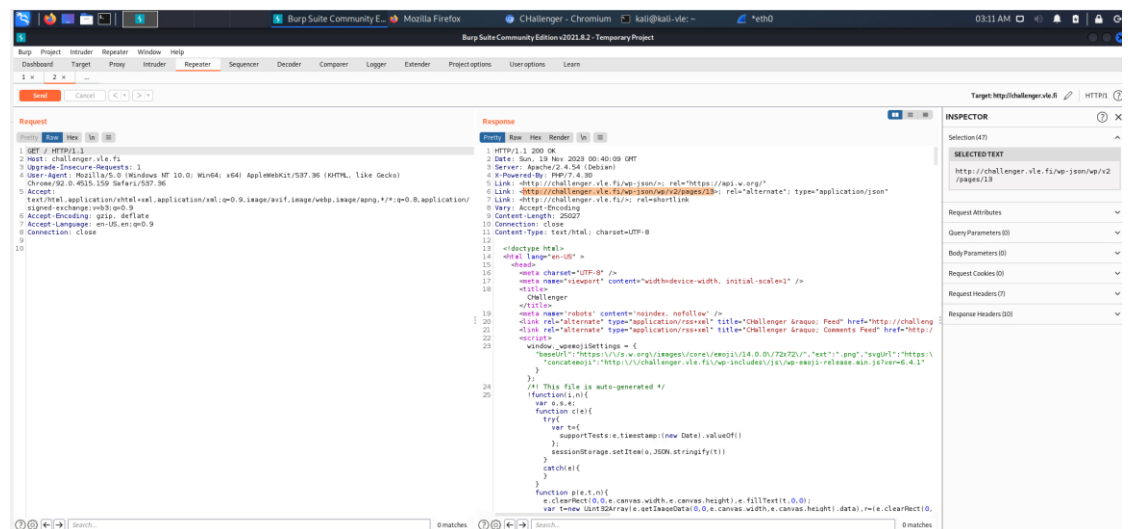 Burp Suite Community E... Mozilla Firefox CHallenger - Chromium kali@kali-vle: ~ *eth0 03:11 AM
Burp Suite Community Edition v2021.8.2 - Temporary Project
Burp Project Intruder Repeater Window Help
Dashboard Target Proxy Intruder Repeater Sequencer Decoder Comparer Logger Extender Project options User options Learn
1 × 2 × ...
Send Cancel < > Target: http://challenger.vle.fi HTTP/1
Request
Pretty Raw Hex \n
1 GET / HTTP/1.1
2 Host: challenger.vle.fi
3 Upgrade-Insecure-Requests: 1
4 User-Agent: Mozilla/5.0 (Windows NT 10.0; Win64; x64) AppleWebKit/537.36 (KHTML, like Gecko)
Chrome/92.0.4515.159 Safari/537.36
5 Accept:
text/html,application/xhtml+xml,application/xml;q=0.9,image/avif,image/webp,image/apng,*/*;q=0.8,application/
signed-exchange;v=b3;q=0.9
6 Accept-Encoding: gzip, deflate
7 Accept-Language: en-US,en;q=0.9
8 Connection: close
9
10
Search... 0 matches
Response
Pretty Raw Hex Render \n
1 HTTP/1.1 200 OK
2 Date: Sun, 19 Nov 2023 00:40:03 GMT
3 Server: Apache/2.4.54 (Debian)
4 X-Powered-By: PHP/7.4.30
5 Link: <http://challenger.vle.fi/wp-json/>; rel="https://api.w.org/"
6 Link: <http://challenger.vle.fi/wp-json/wp/v2/pages/13>; rel="alternate"; type="application/json"
7 Link: <http://challenger.vle.fi/>; rel=shortlink
8 Vary: Accept-Encoding
9 Content-Length: 25027
10 Connection: close
11 Content-Type: text/html; charset=UTF-8
12
13 <!doctype html>
14 <html lang="en-US" >
15 <head>
16 <meta charset="UTF-8" />
17 <meta name="viewport" content="width=device-width, initial-scale=1" />
18 <title>
CHallenger
</title>
19 <meta name='robots' content='noindex, nofollow' />
20 <link rel="alternate" type="application/rss+xml" title="CHallenger &raquo; Feed" href="http://challeng
21 <link rel="alternate" type="application/rss+xml" title="CHallenger &raquo; Comments Feed" href="http:/
22 <script>
23 window._wpemojiSettings = {
"baseUrl":"https:\/\/s.w.org\/images\/core\/emoji\/14.0.0\/72x72\/","ext":".png","svgUrl":"https:\
"concatemoji":"http:\/\/challenger.vle.fi\/wp-includes\/js\/wp-emoji-release.min.js?ver=6.4.1"
}
};
24 /*! This file is auto-generated */
25 !function(i,n){
var o,s,e;
function c(e){
try{
var t={
supportTests:e,timestamp:(new Date).valueOf()
};
sessionStorage.setItem(o,JSON.stringify(t))
}
catch(e){
}
}
function p(e,t,n){
e.clearRect(0,0,e.canvas.width,e.canvas.height),e.fillText(t,0,0);
var t=new Uint32Array(e.getImageData(0,0,e.canvas.width,e.canvas.height).data),r=(e.clearRect(0,
Search... 0 matches
INSPECTOR
Selection (47)
SELECTED TEXT
http://challenger.vle.fi/wp-json/wp/v2
/pages/13
Request Attributes
Query Parameters (0)
Body Parameters (0)
Request Cookies (0)
Request Headers (7)
Response Headers (10)